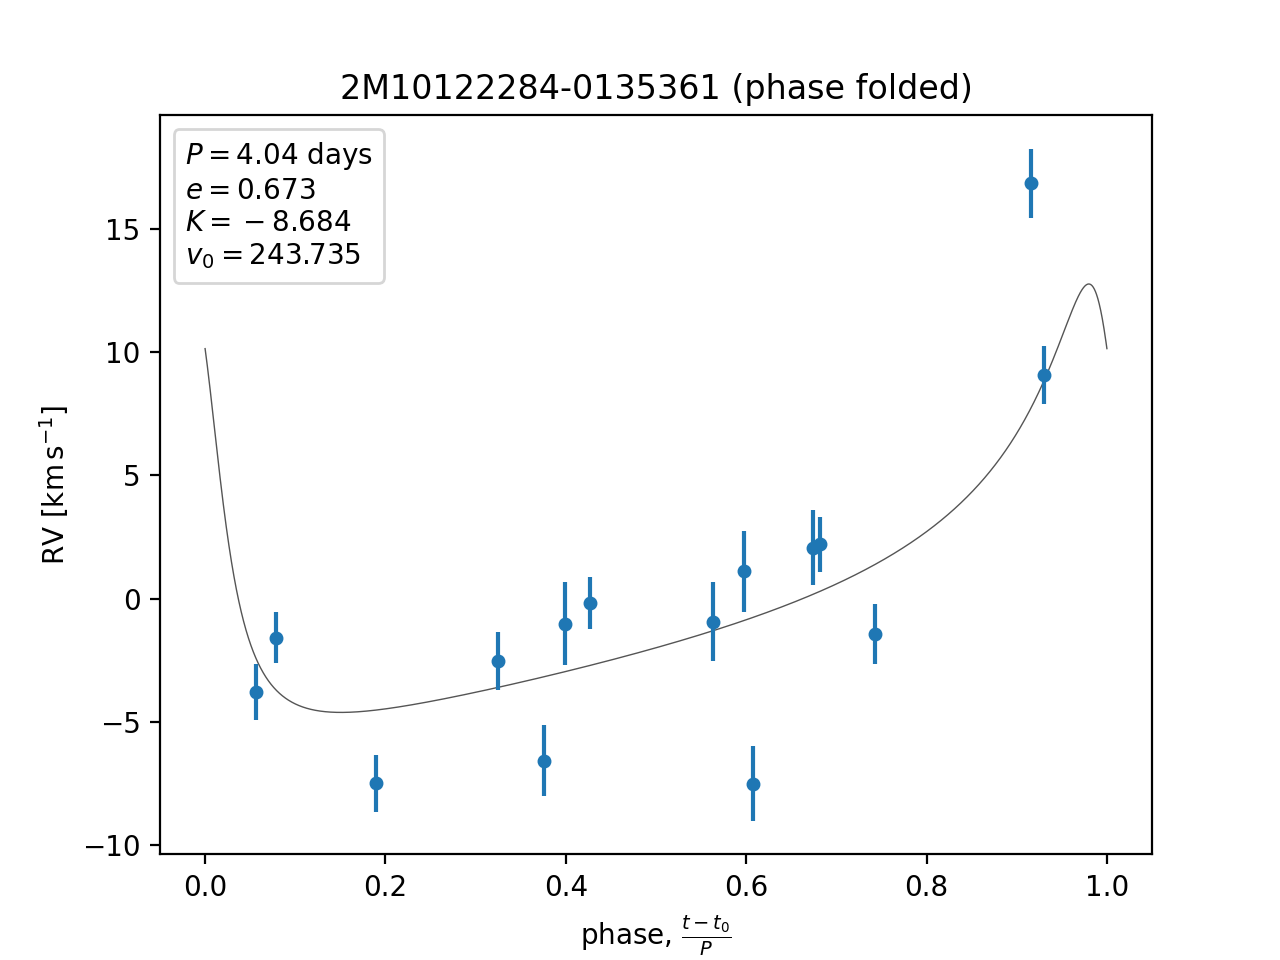 2M10122284-0135361 (phase folded)
P = 4.04 days
e = 0.673
K = −8.684
v₀ = 243.735
RV [km s⁻¹]
15
10
5
0
−5
−10
0.0 0.2 0.4 0.6 0.8 1.0
phase, (t − t₀)/P